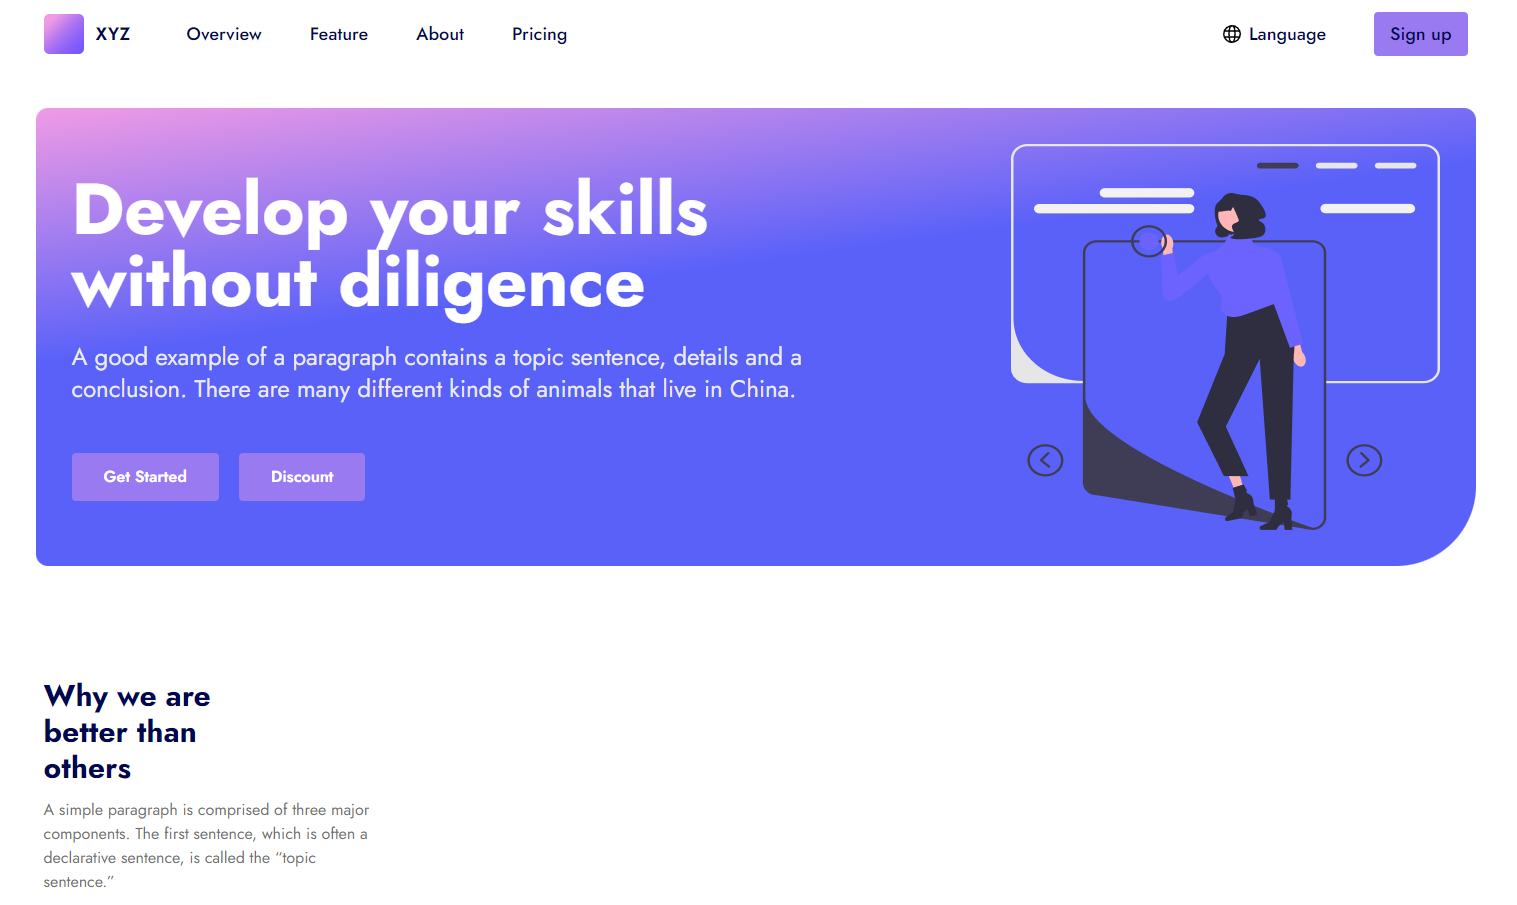 XYZ Overview Feature About Pricing Language Sign up
Develop your skills
without diligence
A good example of a paragraph contains a topic sentence, details and a
conclusion. There are many different kinds of animals that live in China.
Get Started Discount
Why we are
better than
others
A simple paragraph is comprised of three major
components. The first sentence, which is often a
declarative sentence, is called the “topic
sentence.”